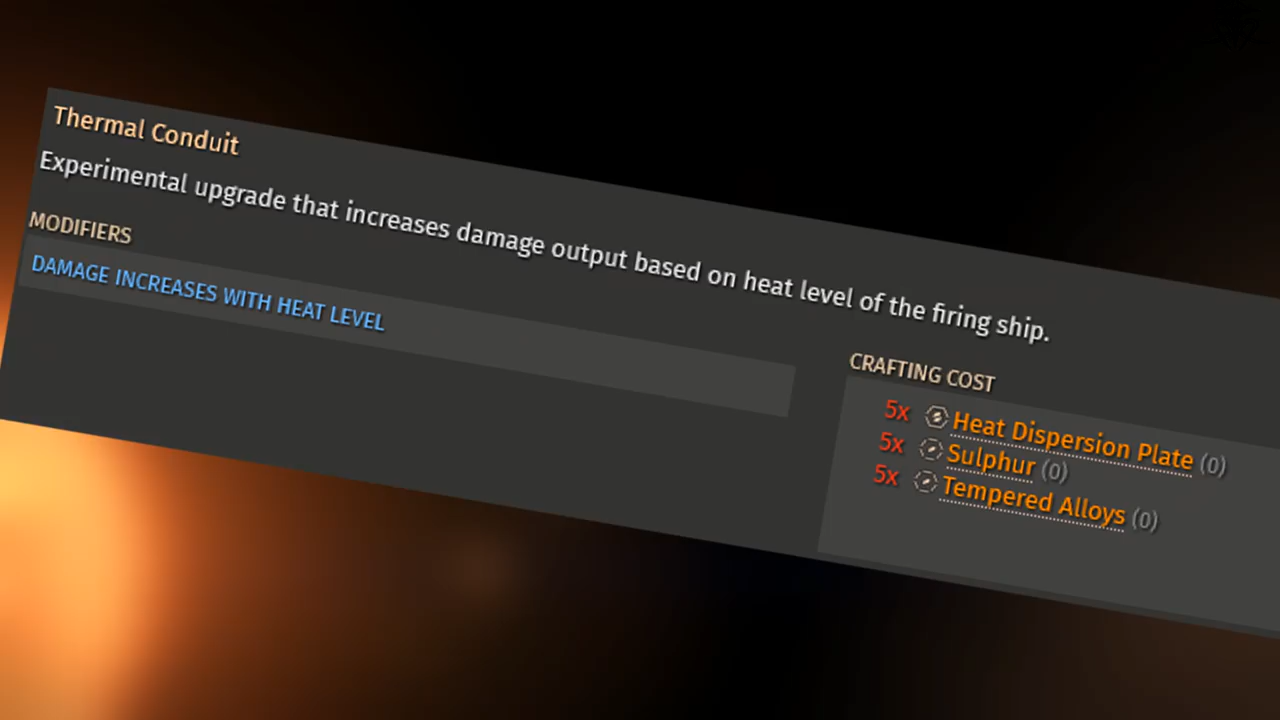 Thermal Conduit
Experimental upgrade that increases damage output based on heat level of the firing ship.
MODIFIERS
DAMAGE INCREASES WITH HEAT LEVEL
CRAFTING COST
5x Heat Dispersion Plate (0)
5x Sulphur (0)
5x Tempered Alloys (0)